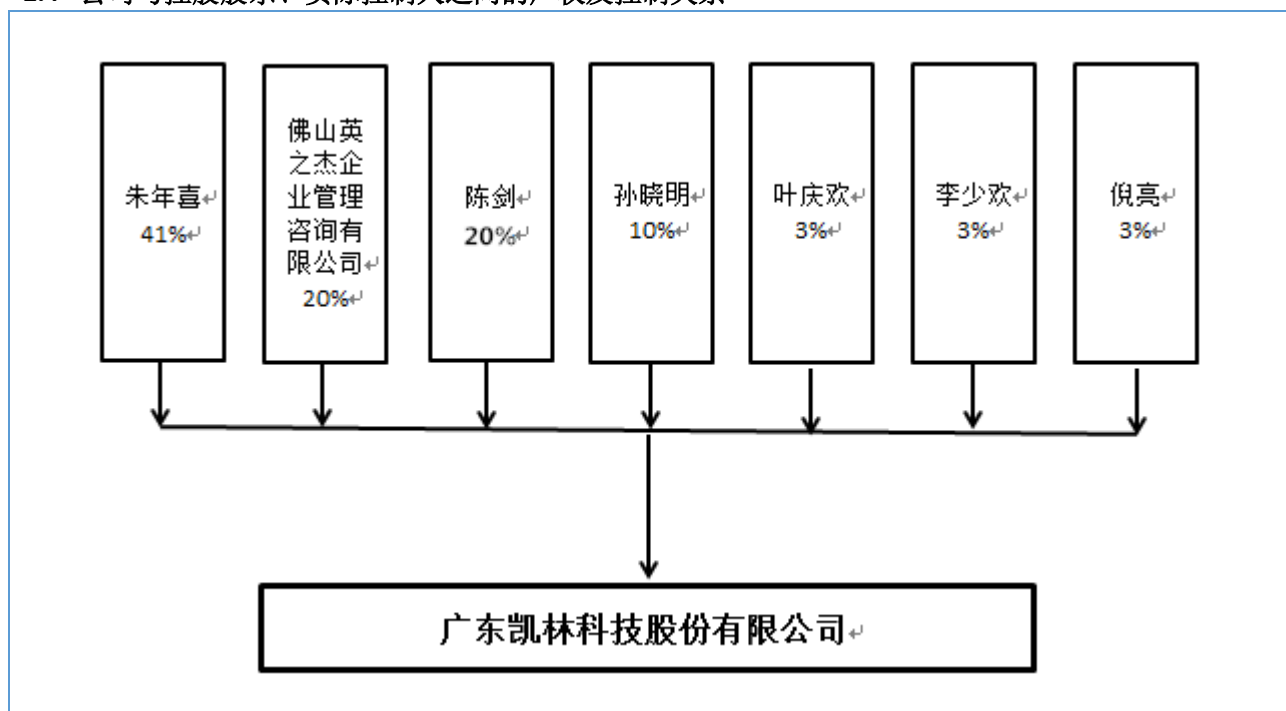 朱年喜
41%
佛山英
之杰企
业管理
咨询有
限公司
20%
陈剑
20%
孙晓明
10%
叶庆欢
3%
李少欢
3%
倪亮
3%
广东凯林科技股份有限公司